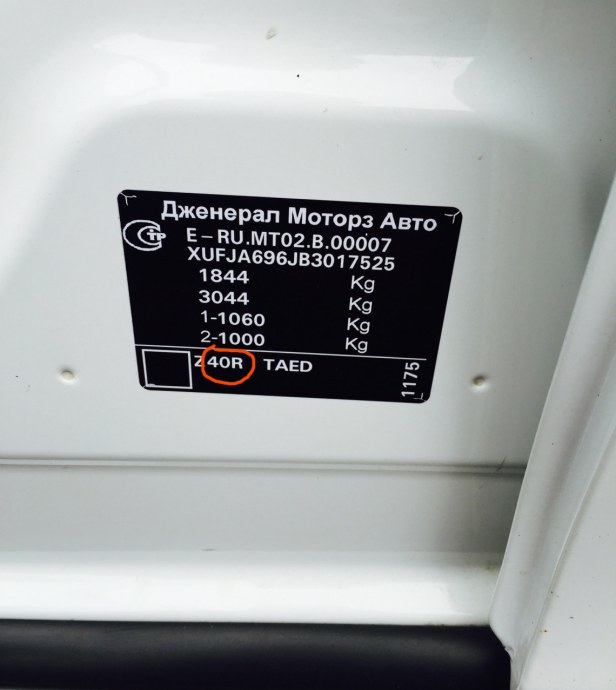 Дженерал Моторз Авто
E–RU.MT02.B.00007
XUFJA696JB3017525
1844 Kg
3044 Kg
1-1060 Kg
2-1000 Kg
Z40R TAED
1175